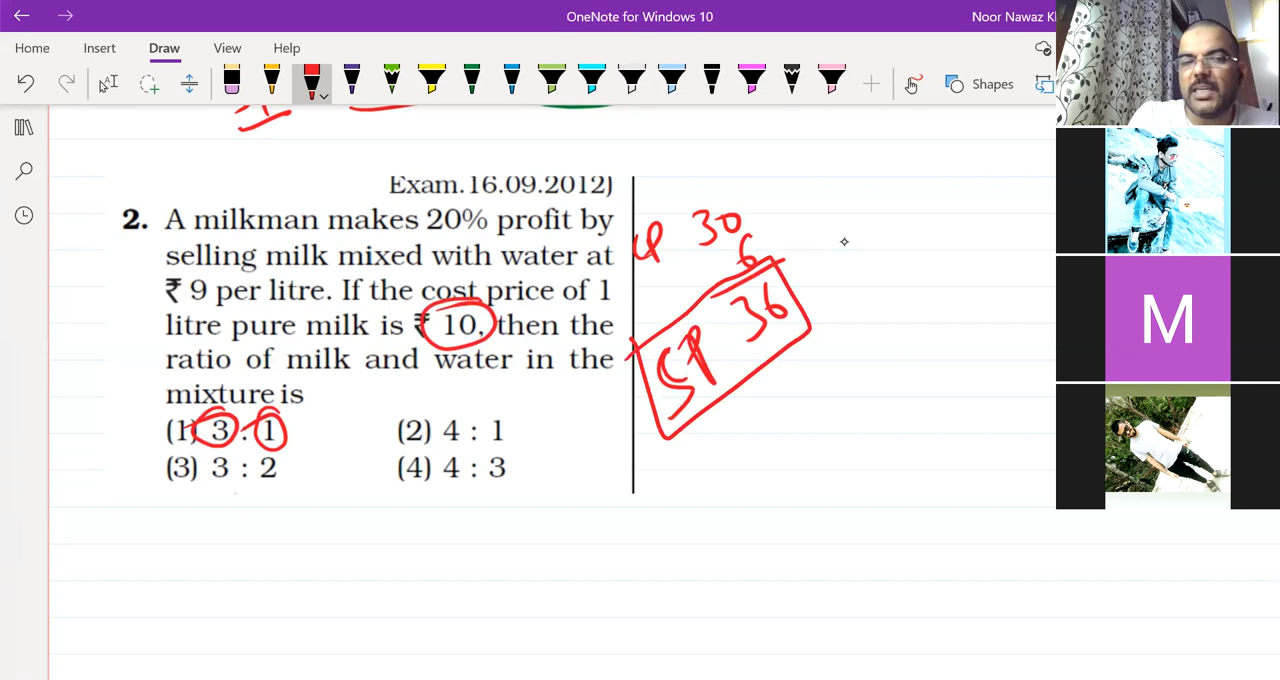 OneNote for Windows 10
Noor Nawaz Kh
Home Insert Draw View Help
Shapes
Exam.16.09.2012)
2. A milkman makes 20% profit by
selling milk mixed with water at
₹ 9 per litre. If the cost price of 1
litre pure milk is ₹ 10, then the
ratio of milk and water in the
mixture is
(1) 3 : 1 (2) 4 : 1
(3) 3 : 2 (4) 4 : 3
CP 30
6
SP 36
M